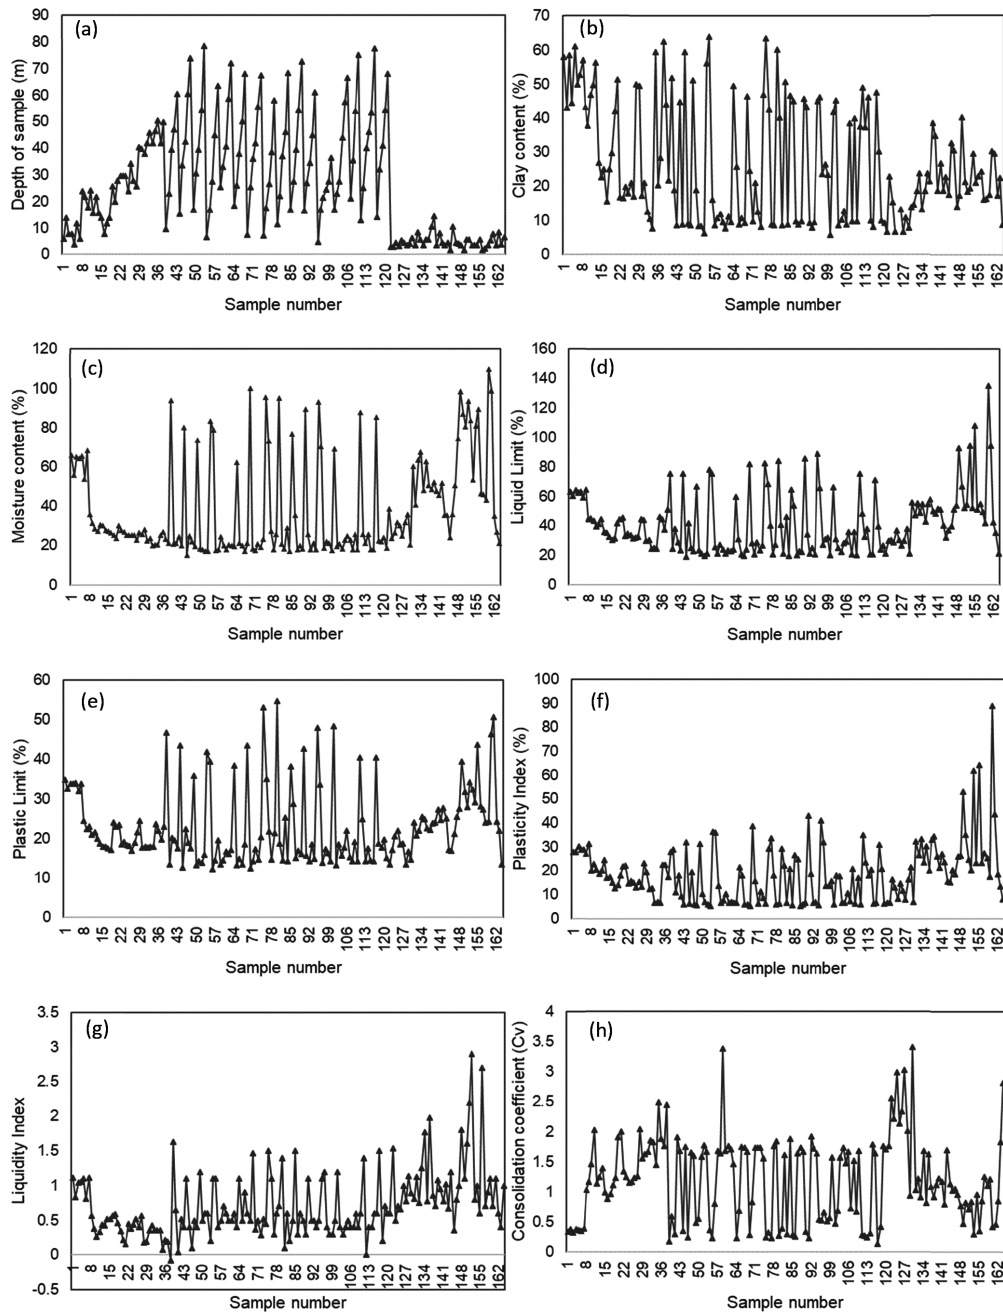 (a)
Depth of sample (m)
90
80
70
60
50
40
30
20
10
0
1 8 15 22 29 36 43 50 57 64 71 78 85 92 99 106 113 120 127 134 141 148 155 162
Sample number
(b)
Clay content (%)
70
60
50
40
30
20
10
0
1 8 15 22 29 36 43 50 57 64 71 78 85 92 99 106 113 120 127 134 141 148 155 162
Sample number
(c)
Moisture content (%)
120
100
80
60
40
20
0
1 8 15 22 29 36 43 50 57 64 71 78 85 92 99 106 113 120 127 134 141 148 155 162
Sample number
(d)
Liquid Limit (%)
160
140
120
100
80
60
40
20
0
1 8 15 22 29 36 43 50 57 64 71 78 85 92 99 106 113 120 127 134 141 148 155 162
Sample number
(e)
Plastic Limit (%)
60
50
40
30
20
10
0
1 8 15 22 29 36 43 50 57 64 71 78 85 92 99 106 113 120 127 134 141 148 155 162
Sample number
(f)
Plasticity Index (%)
100
90
80
70
60
50
40
30
20
10
0
1 8 15 22 29 36 43 50 57 64 71 78 85 92 99 106 113 120 127 134 141 148 155 162
Sample number
(g)
Liquidity Index
3.5
3
2.5
2
1.5
1
0.5
0
-0.5
1 8 15 22 29 36 43 50 57 64 71 78 85 92 99 106 113 120 127 134 141 148 155 162
Sample number
(h)
Consolidation coefficient (Cv)
4
3.5
3
2.5
2
1.5
1
0.5
0
1 8 15 22 29 36 43 50 57 64 71 78 85 92 99 106 113 120 127 134 141 148 155 162
Sample number